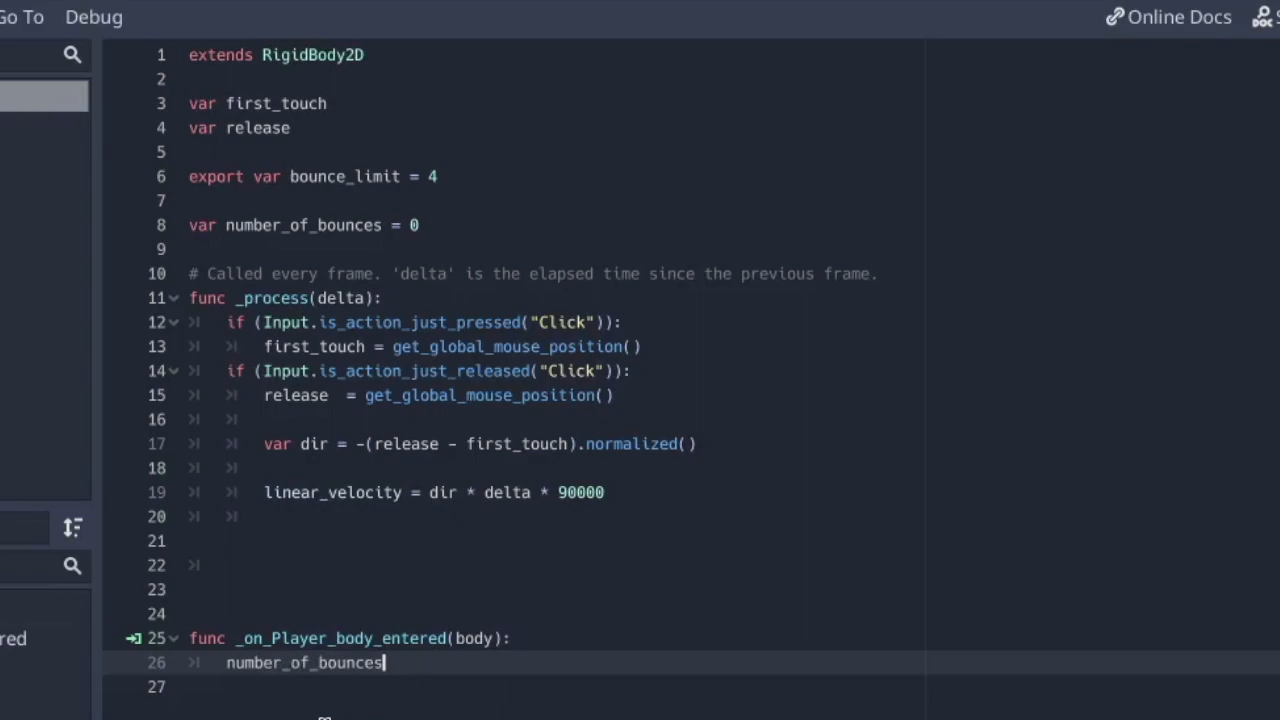 Go To Debug Online Docs
1 extends RigidBody2D
2
3 var first_touch
4 var release
5
6 export var bounce_limit = 4
7
8 var number_of_bounces = 0
9
10 # Called every frame. 'delta' is the elapsed time since the previous frame.
11 func _process(delta):
12 if (Input.is_action_just_pressed("Click")):
13 first_touch = get_global_mouse_position()
14 if (Input.is_action_just_released("Click")):
15 release  = get_global_mouse_position()
16
17 var dir = -(release - first_touch).normalized()
18
19 linear_velocity = dir * delta * 90000
20
21
22
23
24
25 func _on_Player_body_entered(body):
red
26 number_of_bounces
27